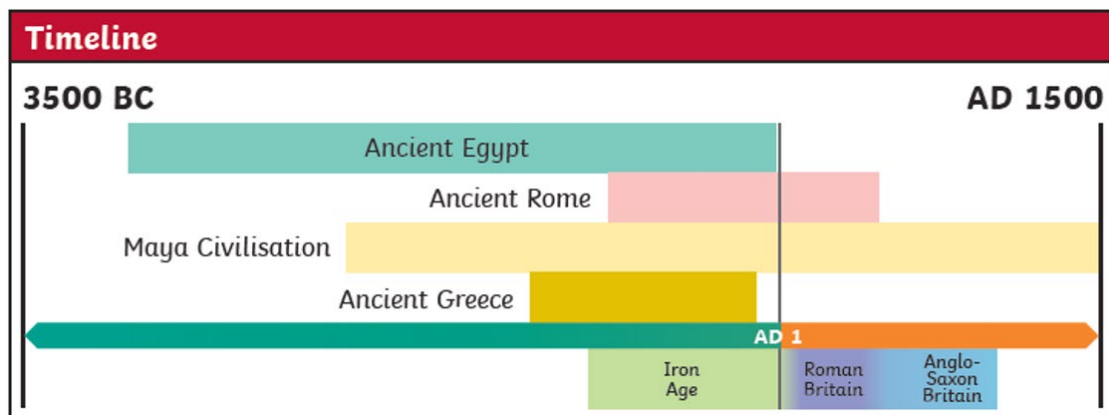 Timeline
3500 BC
AD 1500
Ancient Egypt
Ancient Rome
Maya Civilisation
Ancient Greece
AD 1
Iron
Age
Roman
Britain
Anglo-
Saxon
Britain